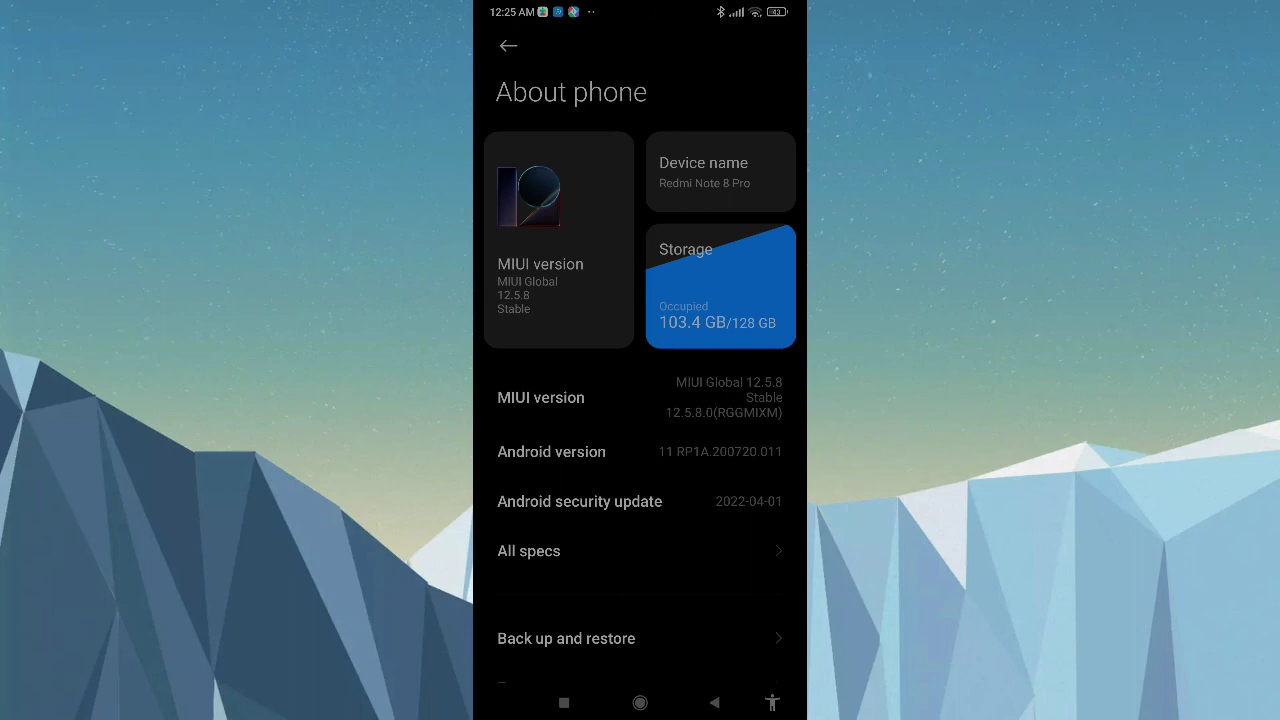 12:25 AM
43
About phone
MIUI version
MIUI Global
12.5.8
Stable
Device name
Redmi Note 8 Pro
Storage
Occupied
103.4 GB/128 GB
MIUI version
MIUI Global 12.5.8
Stable
12.5.8.0(RGGMIXM)
Android version
11 RP1A.200720.011
Android security update
2022-04-01
All specs
Back up and restore